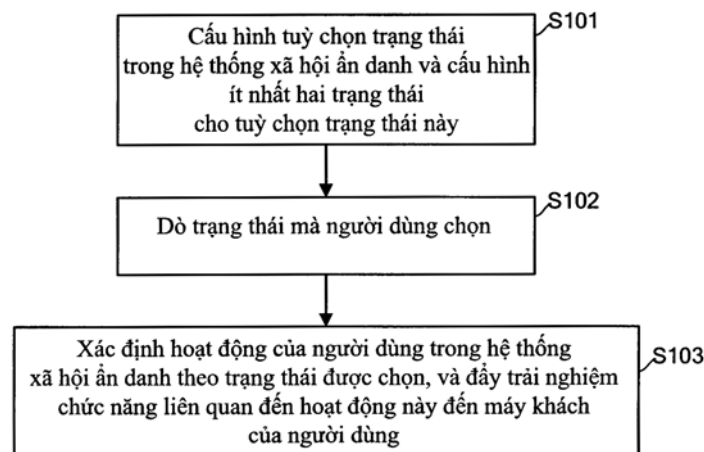 S101
Cấu hình tuỳ chọn trạng thái
trong hệ thống xã hội ẩn danh và cấu hình
ít nhất hai trạng thái
cho tuỳ chọn trạng thái này
S102
Dò trạng thái mà người dùng chọn
Xác định hoạt động của người dùng trong hệ thống
xã hội ẩn danh theo trạng thái được chọn, và đẩy trải nghiệm
chức năng liên quan đến hoạt động này đến máy khách
của người dùng
S103